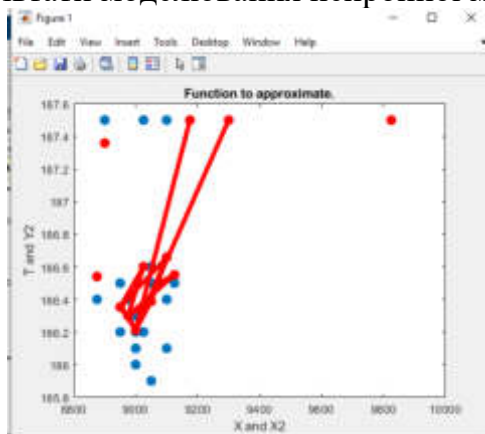 моделювання
Figure 1
File Edit View Insert Tools Desktop Window Help
Function to approximate.
187.6
187.4
187.2
187
186.8
186.6
186.4
186.2
186
185.8
T and Y2
8800 9000 9200 9400 9600 9800 10000
X and X2